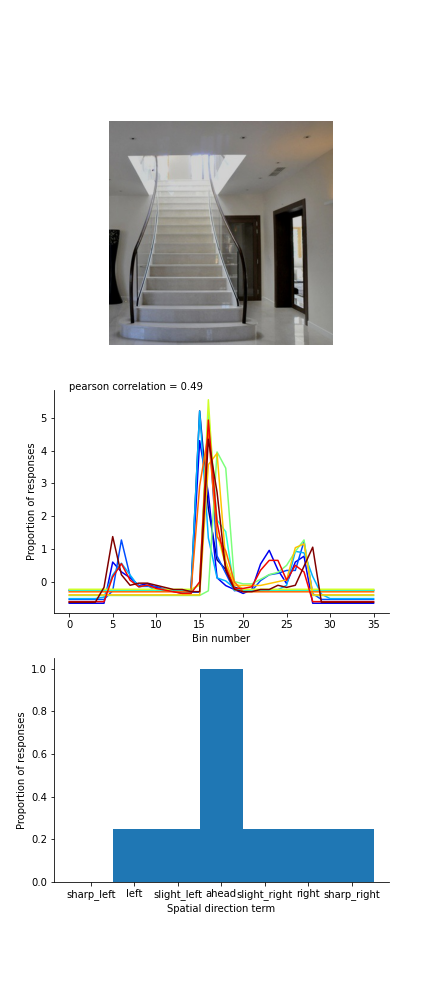 pearson correlation = 0.49
5
4
3
2
1
0
Proportion of responses
0 5 10 15 20 25 30 35
Bin number
1.0
0.8
0.6
0.4
0.2
0.0
Proportion of responses
sharp_left left slight_left ahead slight_right right sharp_right
Spatial direction term